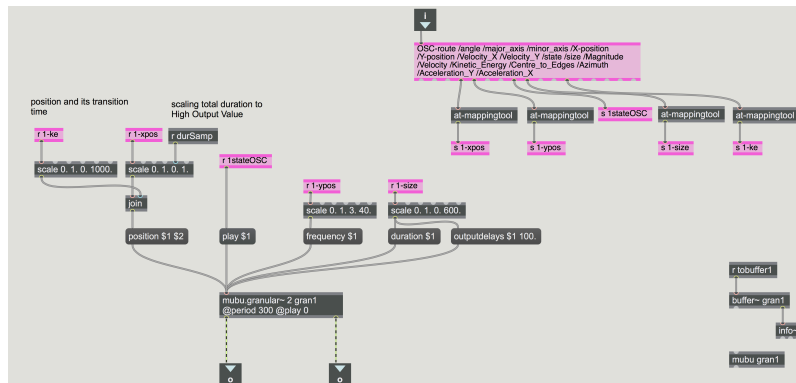 i
OSC-route /angle /major_axis /minor_axis /X-position
/Y-position /Velocity_X /Velocity_Y /state /size /Magnitude
/Velocity /Kinetic_Energy /Centre_to_Edges /Azimuth
/Acceleration_Y /Acceleration_X
at-mappingtool
at-mappingtool
s 1stateOSC
at-mappingtool
at-mappingtool
s 1-xpos
s 1-ypos
s 1-size
s 1-ke
position and its transition
time
scaling total duration to
High Output Value
r 1-ke
r 1-xpos
r durSamp
r 1stateOSC
scale 0. 1. 0. 1000.
scale 0. 1. 0. 1.
r 1-ypos
r 1-size
join
scale 0. 1. 3. 40.
scale 0. 1. 0. 600.
position $1 $2
play $1
frequency $1
duration $1
outputdelays $1 100.
mubu.granular~ 2 gran1
@period 300 @play 0
r tobuffer1
buffer~ gran1
info~
mubu gran1
o
o